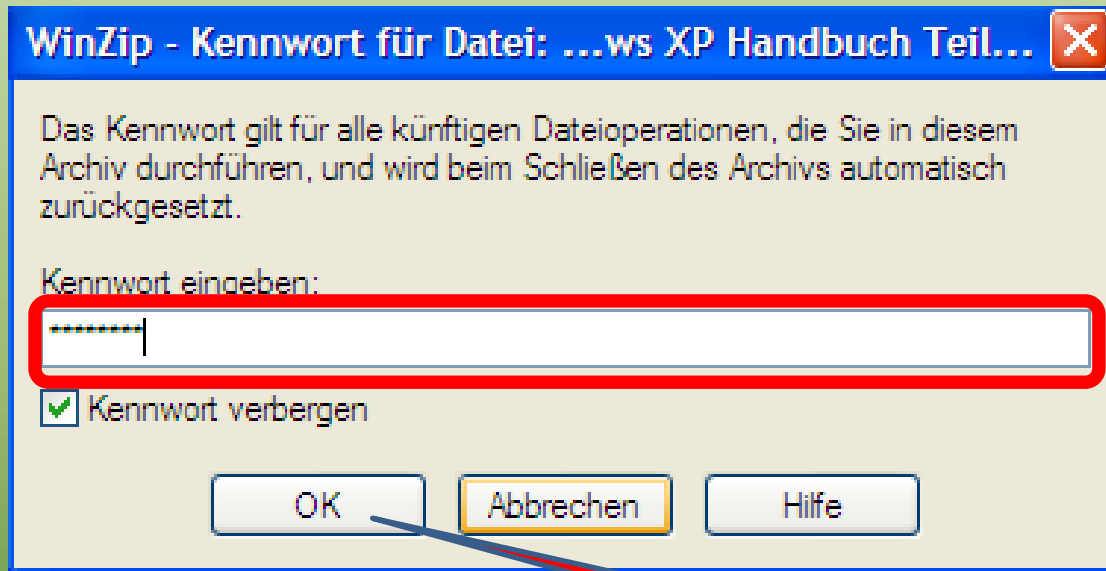 WinZip - Kennwort für Datei: ...ws XP Handbuch Teil...
Das Kennwort gilt für alle künftigen Dateioperationen, die Sie in diesem
Archiv durchführen, und wird beim Schließen des Archivs automatisch
zurückgesetzt.
Kennwort eingeben:
********
Kennwort verbergen
OK Abbrechen Hilfe